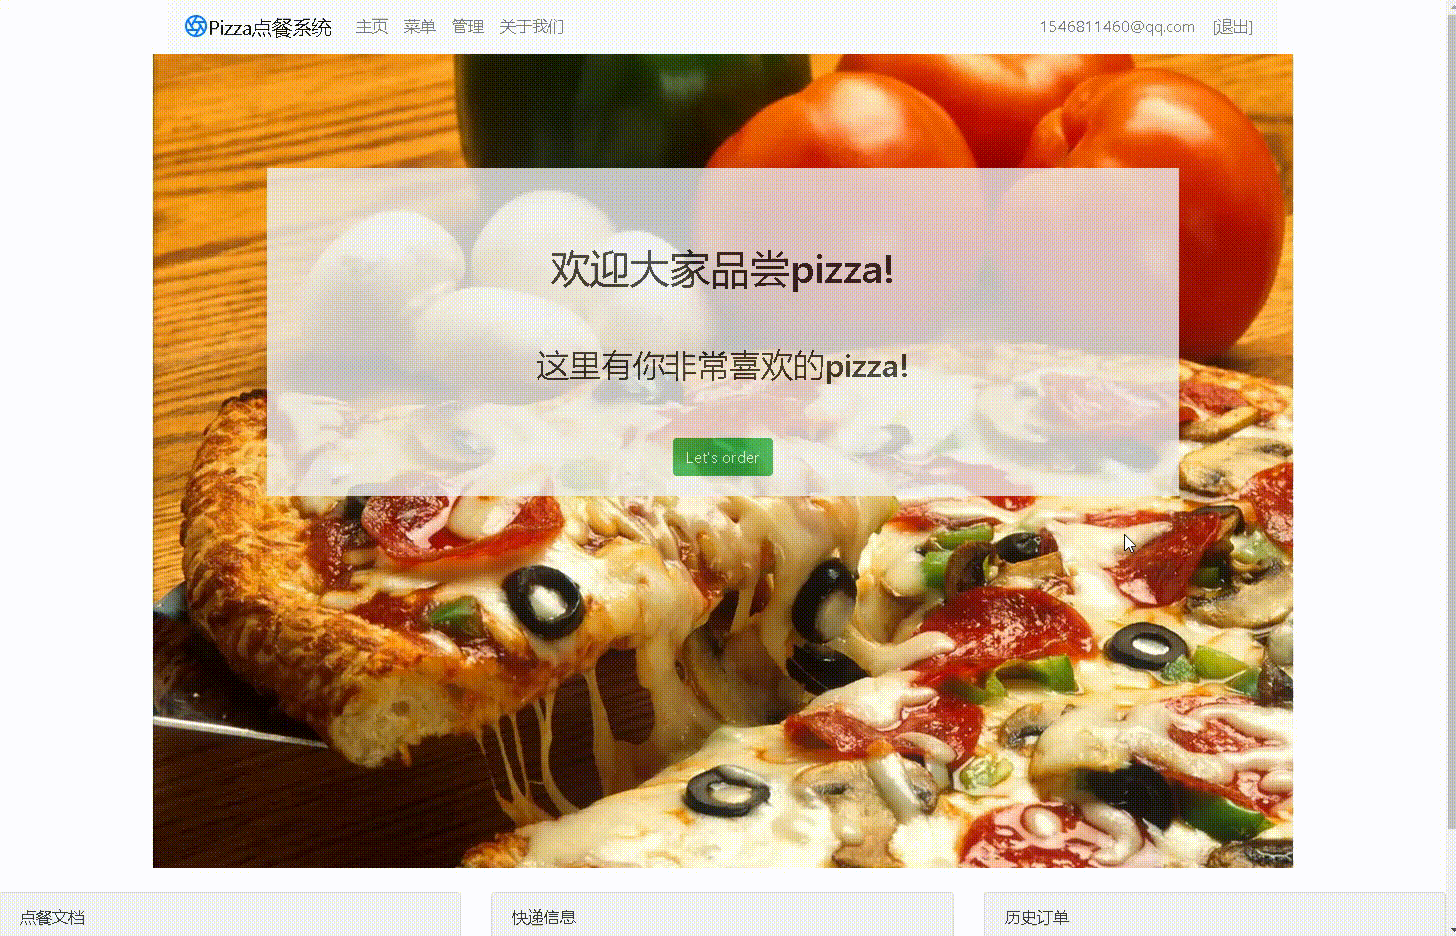 Pizza点餐系统 主页 菜单 管理 关于我们 1546811460@qq.com [退出]
欢迎大家品尝pizza!
这里有你非常喜欢的pizza!
Let's order
点餐文档 快递信息 历史订单